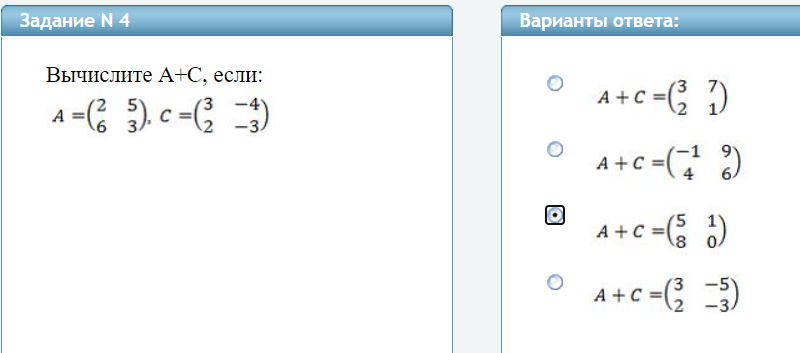 Задание N 4
Вычислите A+C, если:
A = (2 5
6 3), C = (3 −4
2 −3)
Варианты ответа:
A + C = (3 7
2 1)
A + C = (−1 9
4 6)
A + C = (5 1
8 0)
A + C = (3 −5
2 −3)